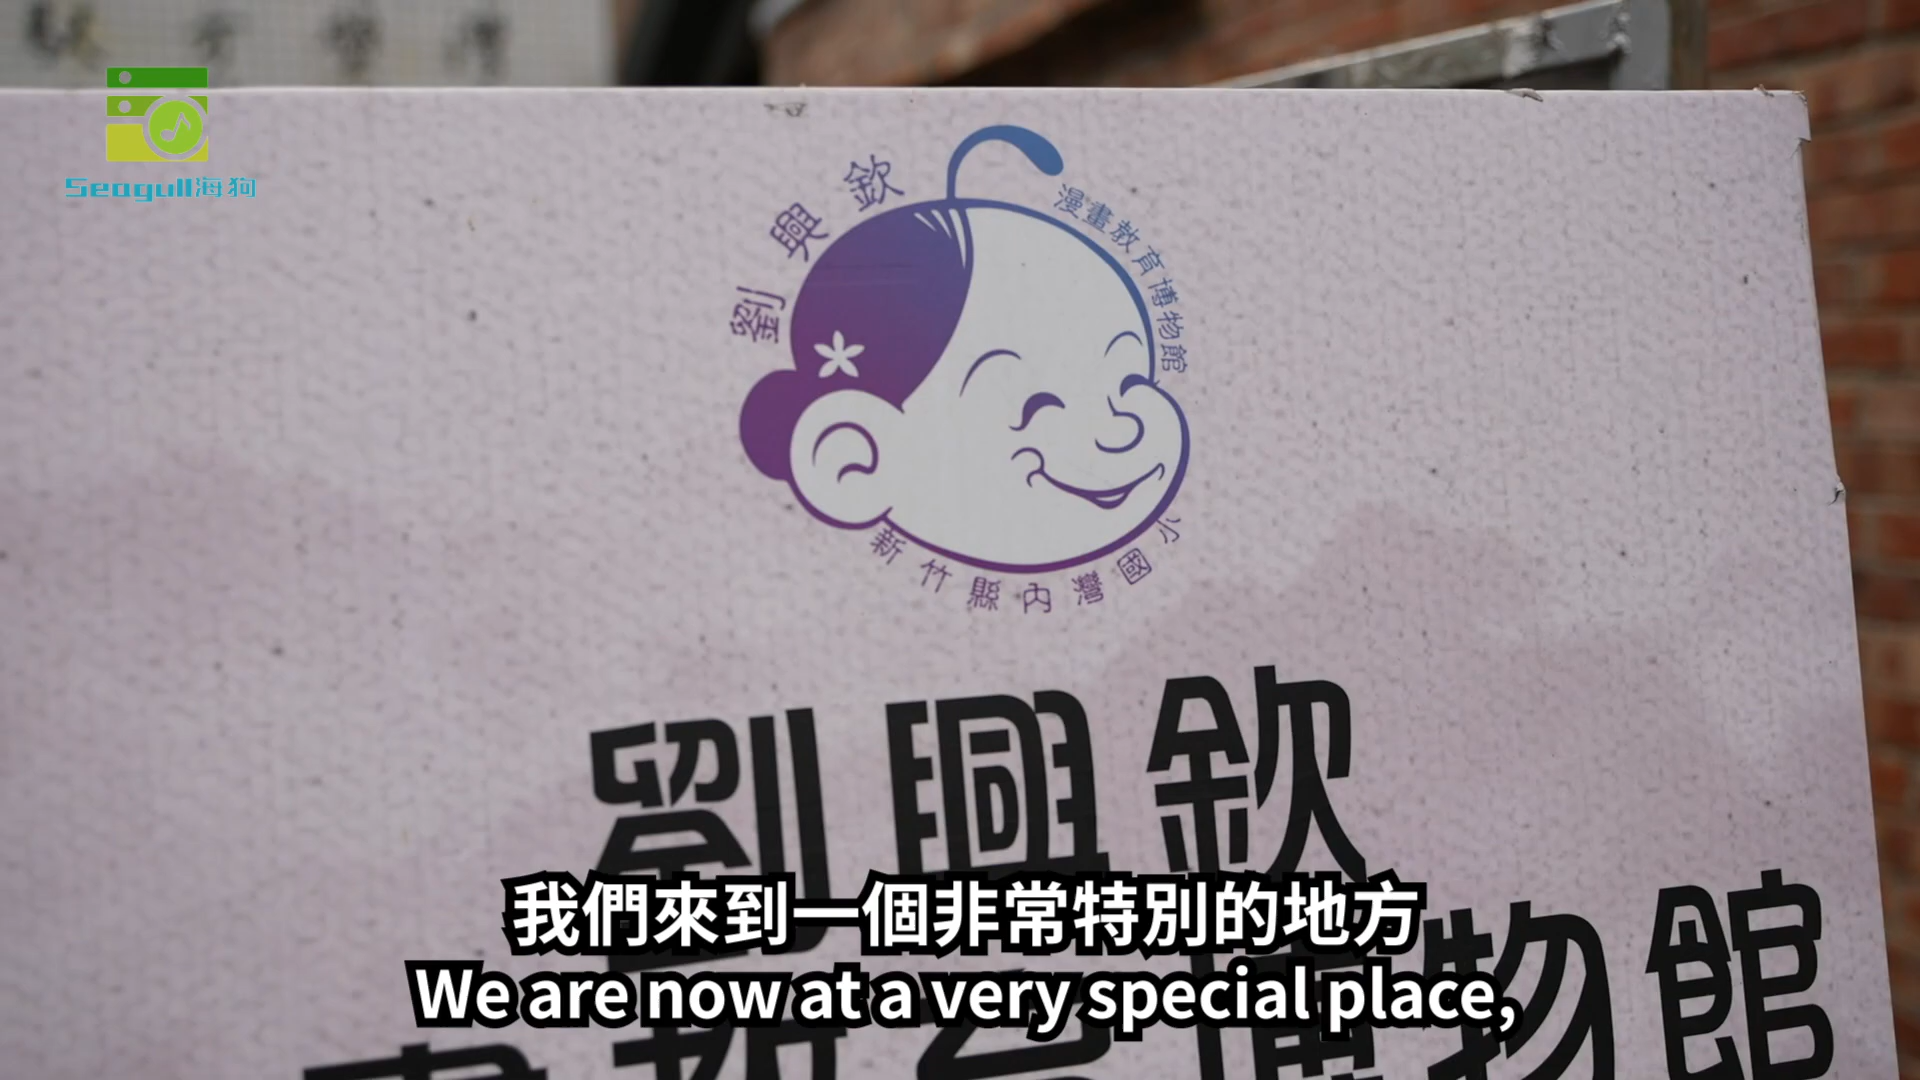 Seagull海狗
劉興欽
漫畫教育博物館
新竹縣內灣國小
劉興欽
教育博物館
我們來到一個非常特別的地方
We are now at a very special place,